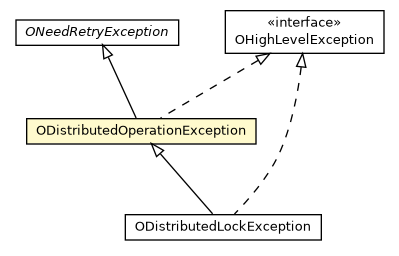 ONeedRetryException
«interface»
OHighLevelException
ODistributedOperationException
ODistributedLockException